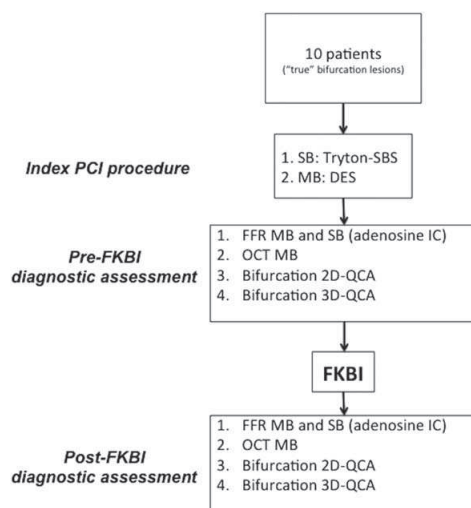 10 patients
("true" bifurcation lesions)
Index PCI procedure
1. SB: Tryton-SBS
2. MB: DES
Pre-FKBI
diagnostic assessment
1. FFR MB and SB (adenosine IC)
2. OCT MB
3. Bifurcation 2D-QCA
4. Bifurcation 3D-QCA
FKBI
Post-FKBI
diagnostic assessment
1. FFR MB and SB (adenosine IC)
2. OCT MB
3. Bifurcation 2D-QCA
4. Bifurcation 3D-QCA